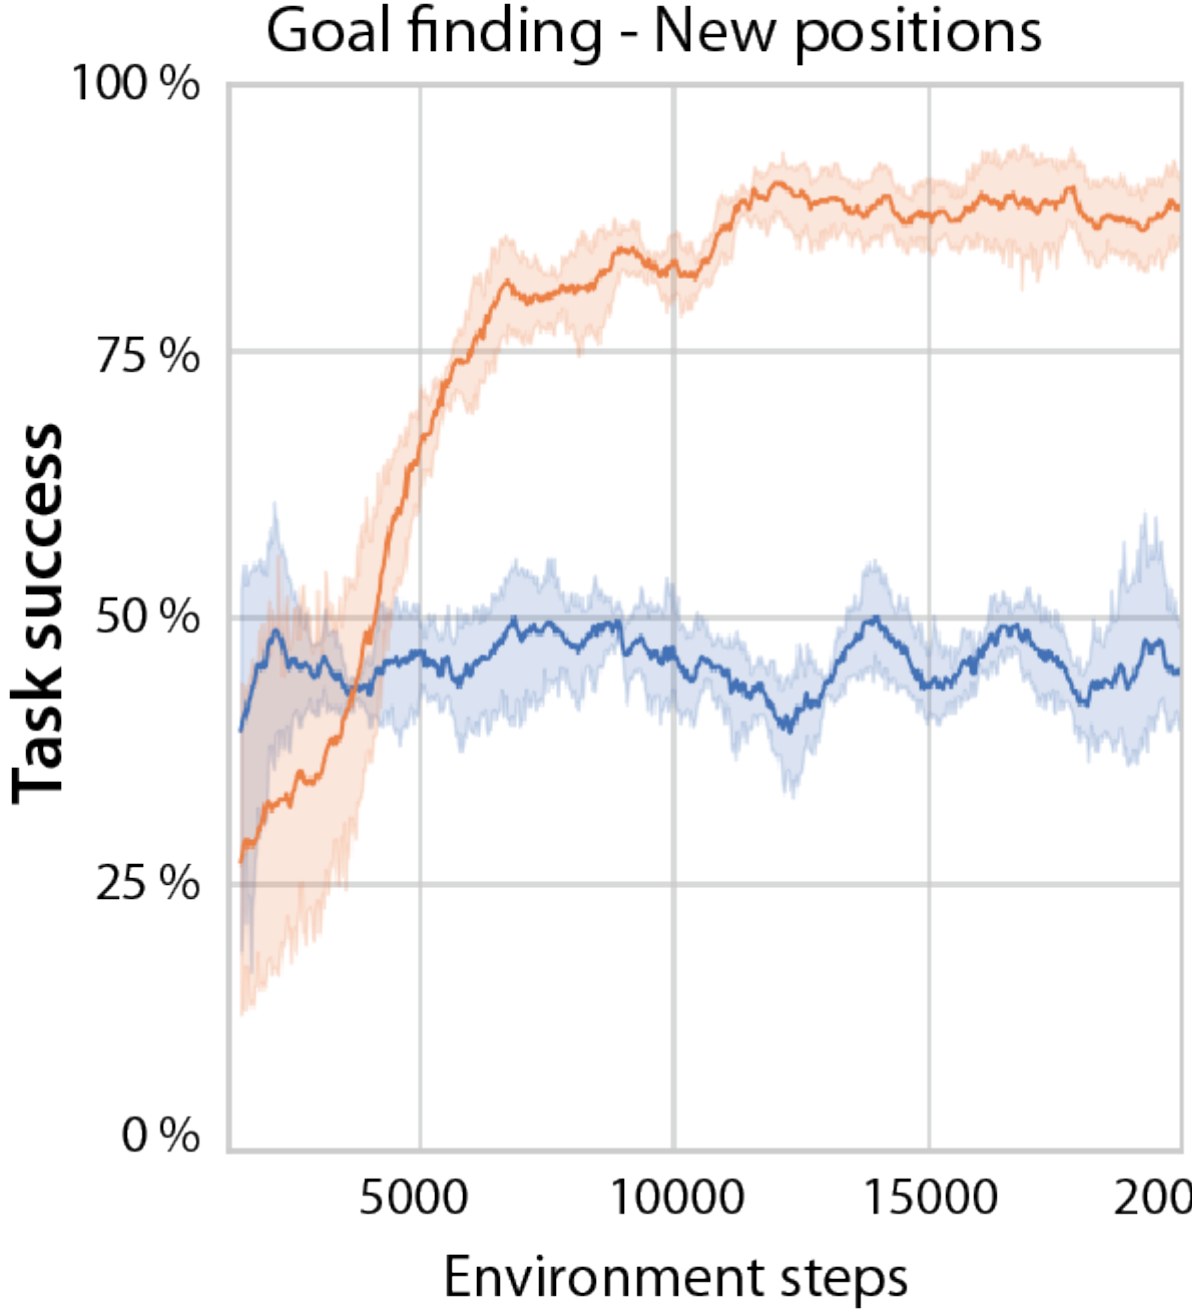 Goal finding - New positions
100 %
75 %
50 %
25 %
0 %
Task success
5000 10000 15000 200
Environment steps